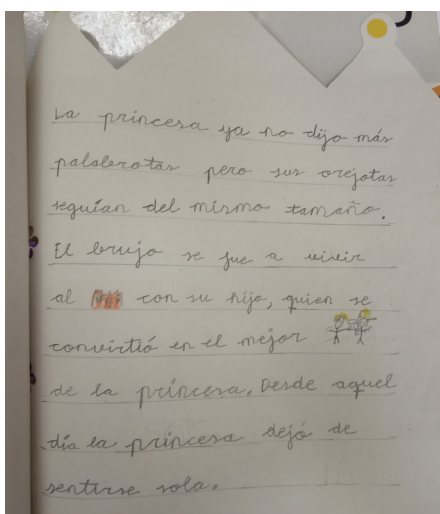 La princesa ya no dijo más
palaberotas pero sus orejotas
seguían del mismo tamaño.
El brujo se fue a vivir
al con su hijo, quien se
convirtió en el mejor
de la princesa. Desde aquel
día la princesa dejó de
sentirse sola.